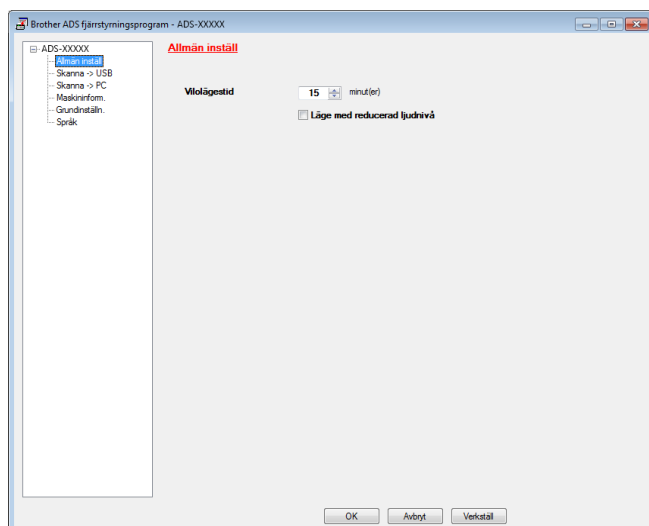 Brother ADS fjärrstyrningsprogram - ADS-XXXXX
ADS-XXXXX
Allmän inställ
Skanna -> USB
Skanna -> PC
Maskininform.
Grundinställn.
Språk
Allmän inställ
Vilolägestid 15 minut(er)
Läge med reducerad ljudnivå
OK Avbryt Verkställ